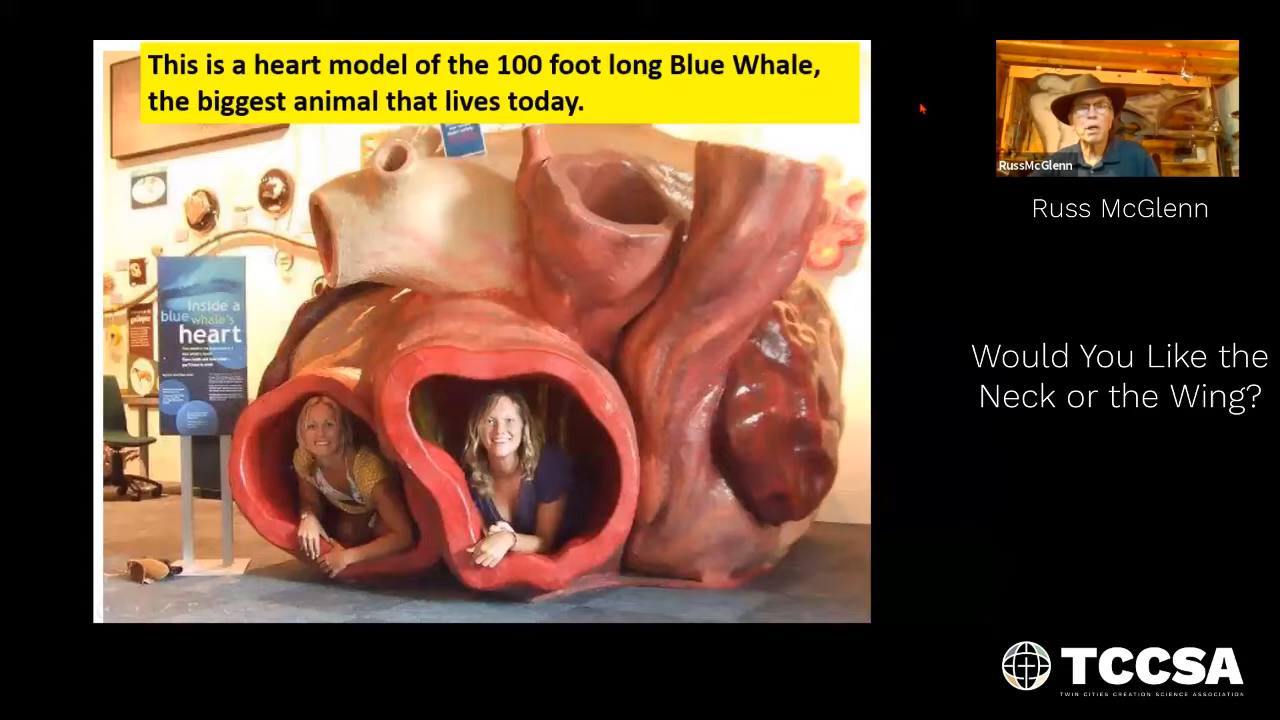 This is a heart model of the 100 foot long Blue Whale,
the biggest animal that lives today.
inside a
blue whale's
heart
RussMcGlenn
Russ McGlenn
Would You Like the
Neck or the Wing?
TCCSA
TWIN CITIES CREATION SCIENCE ASSOCIATION